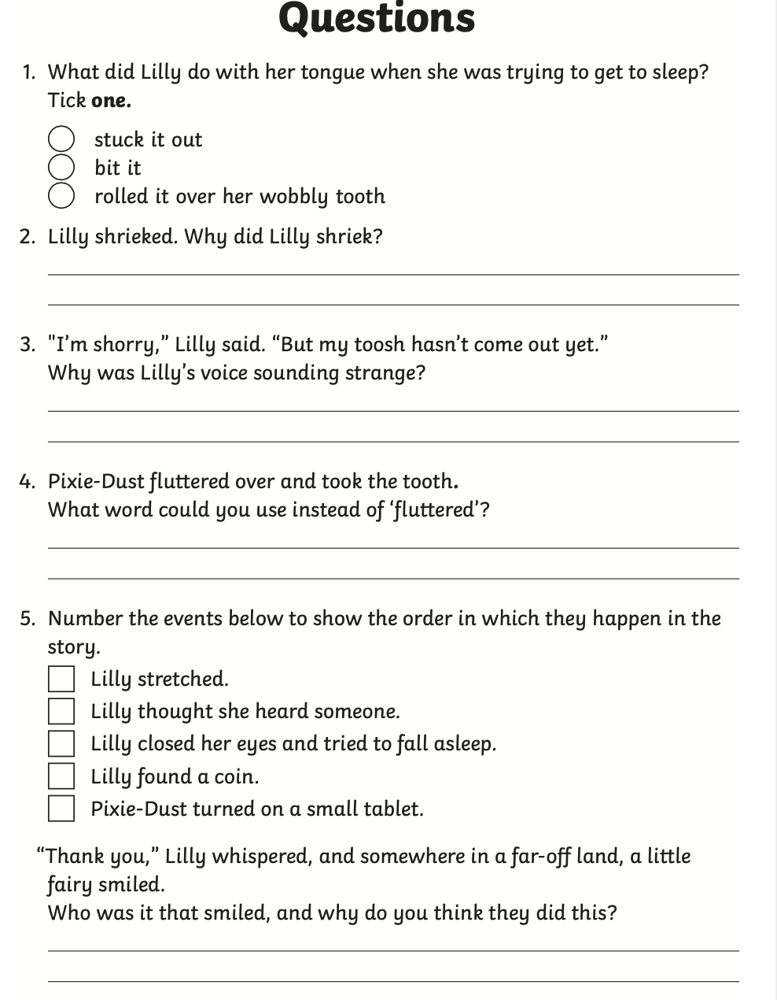 Questions
1. What did Lilly do with her tongue when she was trying to get to sleep?
Tick one.
stuck it out
bit it
rolled it over her wobbly tooth
2. Lilly shrieked. Why did Lilly shriek?
3. "I’m shorry,” Lilly said. “But my toosh hasn’t come out yet.”
Why was Lilly’s voice sounding strange?
4. Pixie-Dust fluttered over and took the tooth.
What word could you use instead of ‘fluttered’?
5. Number the events below to show the order in which they happen in the
story.
Lilly stretched.
Lilly thought she heard someone.
Lilly closed her eyes and tried to fall asleep.
Lilly found a coin.
Pixie-Dust turned on a small tablet.
“Thank you,” Lilly whispered, and somewhere in a far-off land, a little
fairy smiled.
Who was it that smiled, and why do you think they did this?